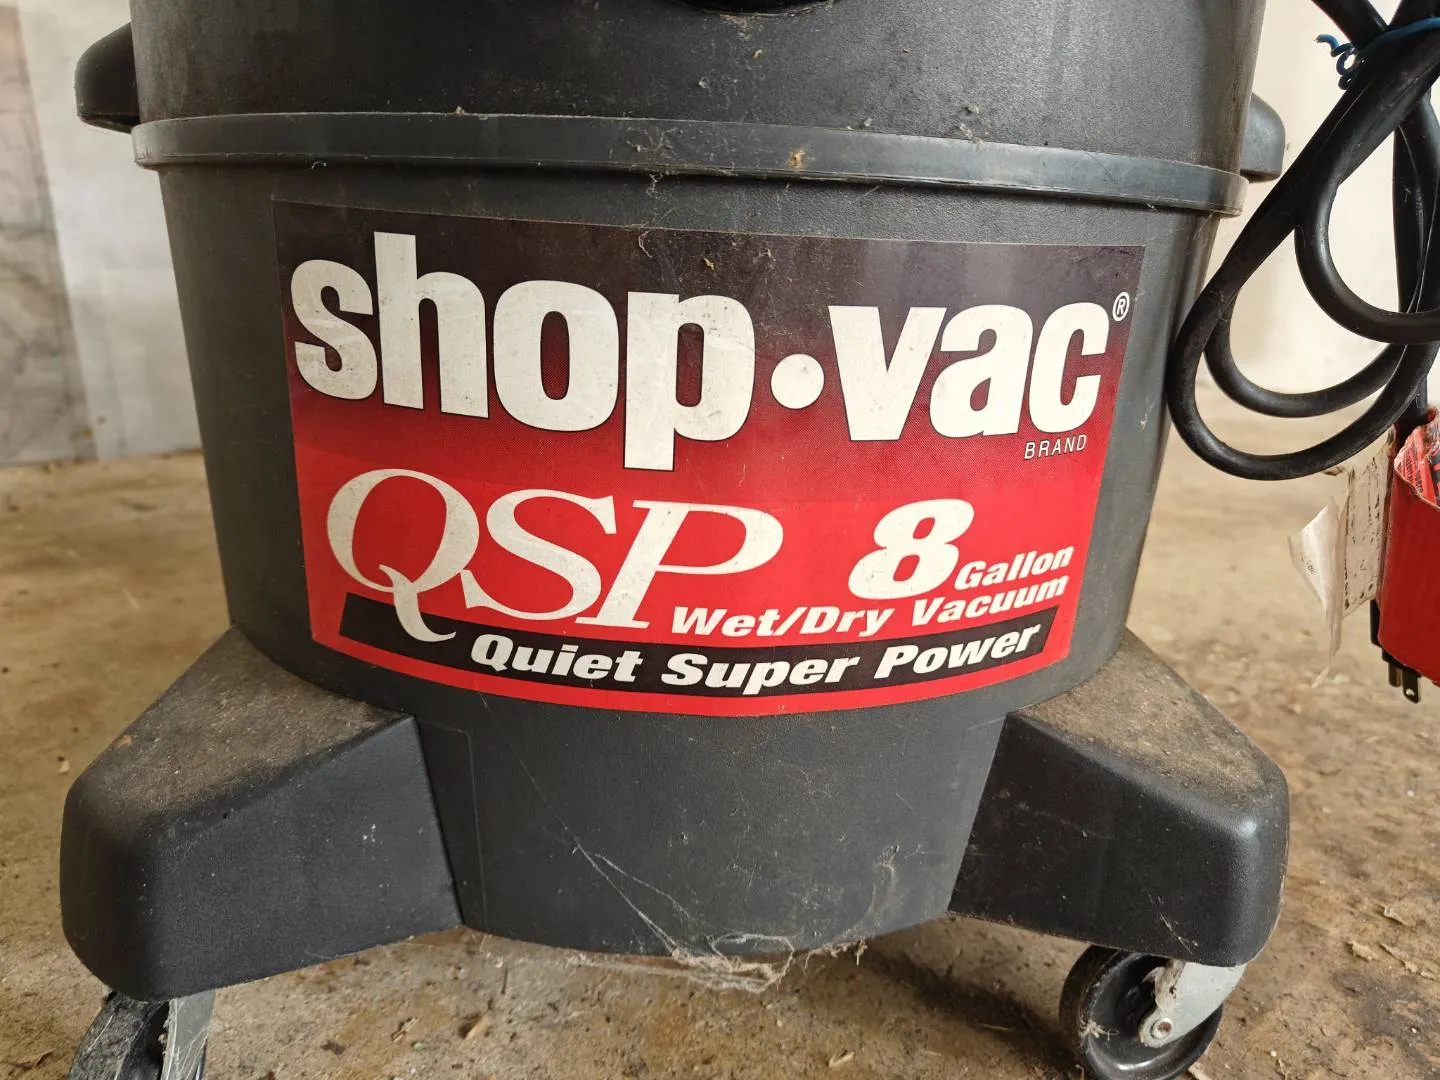 shop·vac®
BRAND
QSP 8 Gallon
Wet/Dry Vacuum
Quiet Super Power